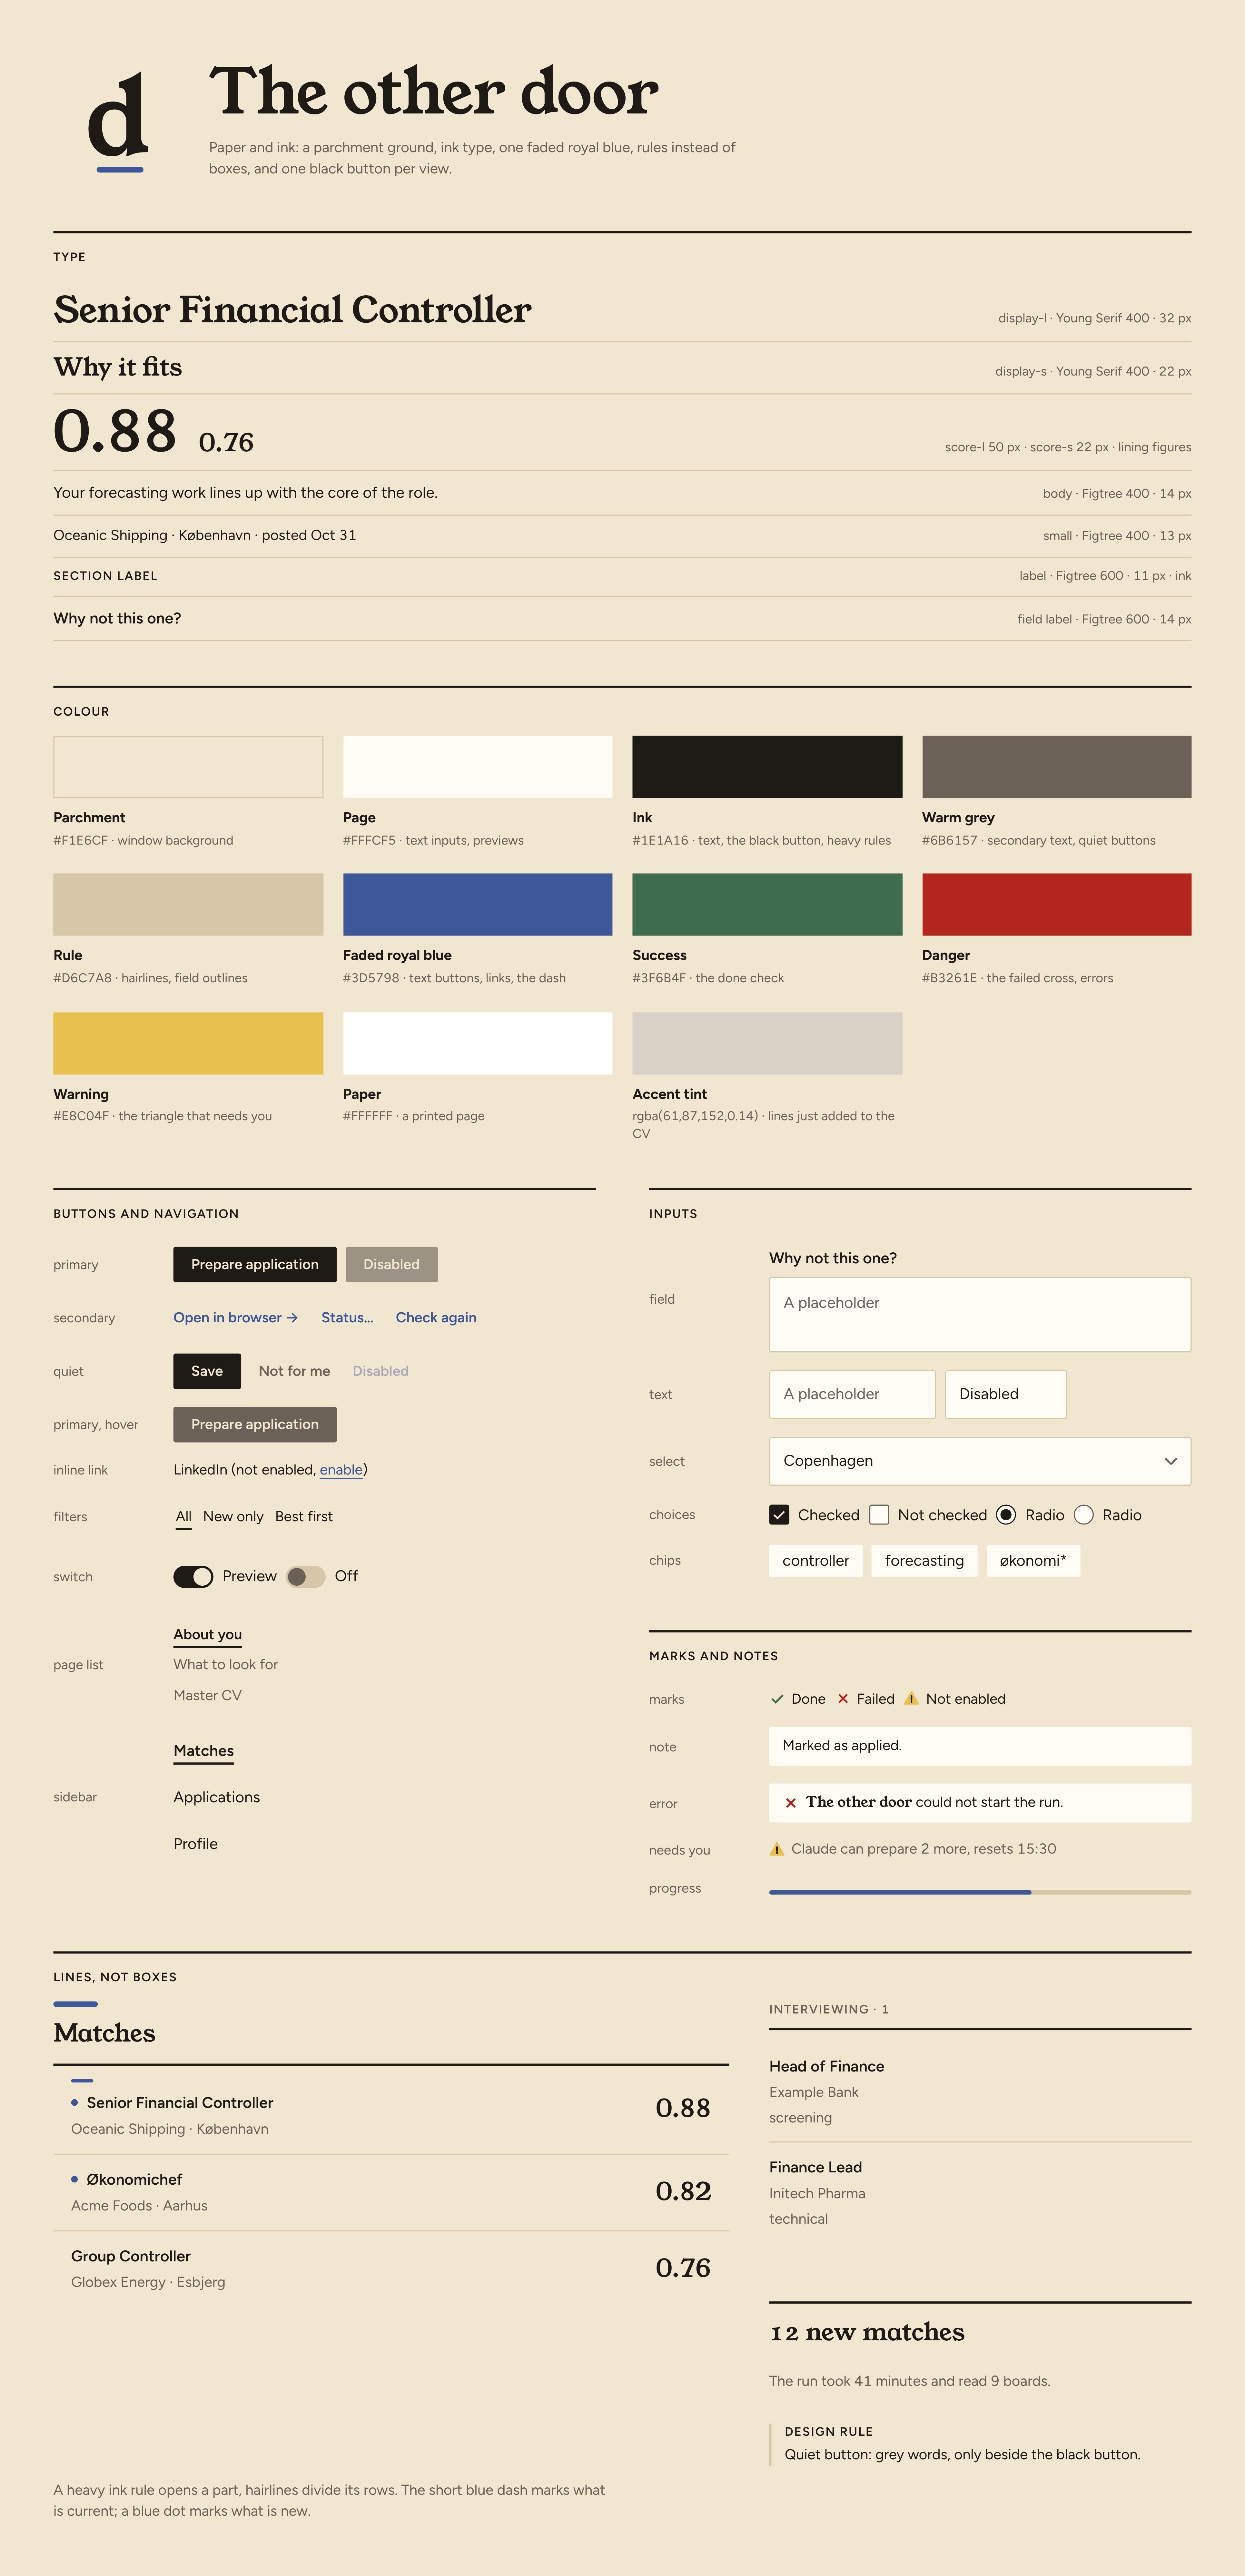 d
The other door
Paper and ink: a parchment ground, ink type, one faded royal blue, rules instead of
boxes, and one black button per view.
TYPE
Senior Financial Controller
display-l · Young Serif 400 · 32 px
Why it fits
display-s · Young Serif 400 · 22 px
0.88 0.76
score-l 50 px · score-s 22 px · lining figures
Your forecasting work lines up with the core of the role.
body · Figtree 400 · 14 px
Oceanic Shipping · København · posted Oct 31
small · Figtree 400 · 13 px
SECTION LABEL
label · Figtree 600 · 11 px · ink
Why not this one?
field label · Figtree 600 · 14 px
COLOUR
Parchment
#F1E6CF · window background
Page
#FFFCF5 · text inputs, previews
Ink
#1E1A16 · text, the black button, heavy rules
Warm grey
#6B6157 · secondary text, quiet buttons
Rule
#D6C7A8 · hairlines, field outlines
Faded royal blue
#3D5798 · text buttons, links, the dash
Success
#3F6B4F · the done check
Danger
#B3261E · the failed cross, errors
Warning
#E8C04F · the triangle that needs you
Paper
#FFFFFF · a printed page
Accent tint
rgba(61,87,152,0.14) · lines just added to the
CV
BUTTONS AND NAVIGATION
primary
Prepare application
Disabled
secondary
Open in browser →
Status...
Check again
quiet
Save
Not for me
Disabled
primary, hover
Prepare application
inline link
LinkedIn (not enabled, enable)
filters
All
New only
Best first
switch
Preview
Off
page list
About you
What to look for
Master CV
sidebar
Matches
Applications
Profile
INPUTS
Why not this one?
field
A placeholder
text
A placeholder
Disabled
select
Copenhagen
choices
Checked
Not checked
Radio
Radio
chips
controller
forecasting
økonomi*
MARKS AND NOTES
marks
Done
Failed
Not enabled
note
Marked as applied.
error
The other door could not start the run.
needs you
Claude can prepare 2 more, resets 15:30
progress
LINES, NOT BOXES
Matches
Senior Financial Controller
Oceanic Shipping · København
0.88
Økonomichef
Acme Foods · Aarhus
0.82
Group Controller
Globex Energy · Esbjerg
0.76
INTERVIEWING · 1
Head of Finance
Example Bank
screening
Finance Lead
Initech Pharma
technical
12 new matches
The run took 41 minutes and read 9 boards.
DESIGN RULE
Quiet button: grey words, only beside the black button.
A heavy ink rule opens a part, hairlines divide its rows. The short blue dash marks what
is current; a blue dot marks what is new.